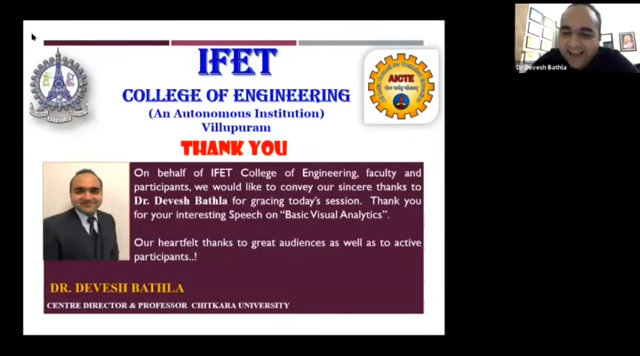 IFET
COLLEGE OF ENGINEERING
(An Autonomous Institution)
Villupuram
THANK YOU
AICTE
On behalf of IFET College of Engineering, faculty and
participants, we would like to convey our sincere thanks to
Dr. Devesh Bathla for gracing today's session. Thank you
for your interesting Speech on “Basic Visual Analytics”.
Our heartfelt thanks to great audiences as well as to active
participants..!
DR. DEVESH BATHLA
CENTRE DIRECTOR & PROFESSOR CHITKARA UNIVERSITY
Dr Devesh Bathla